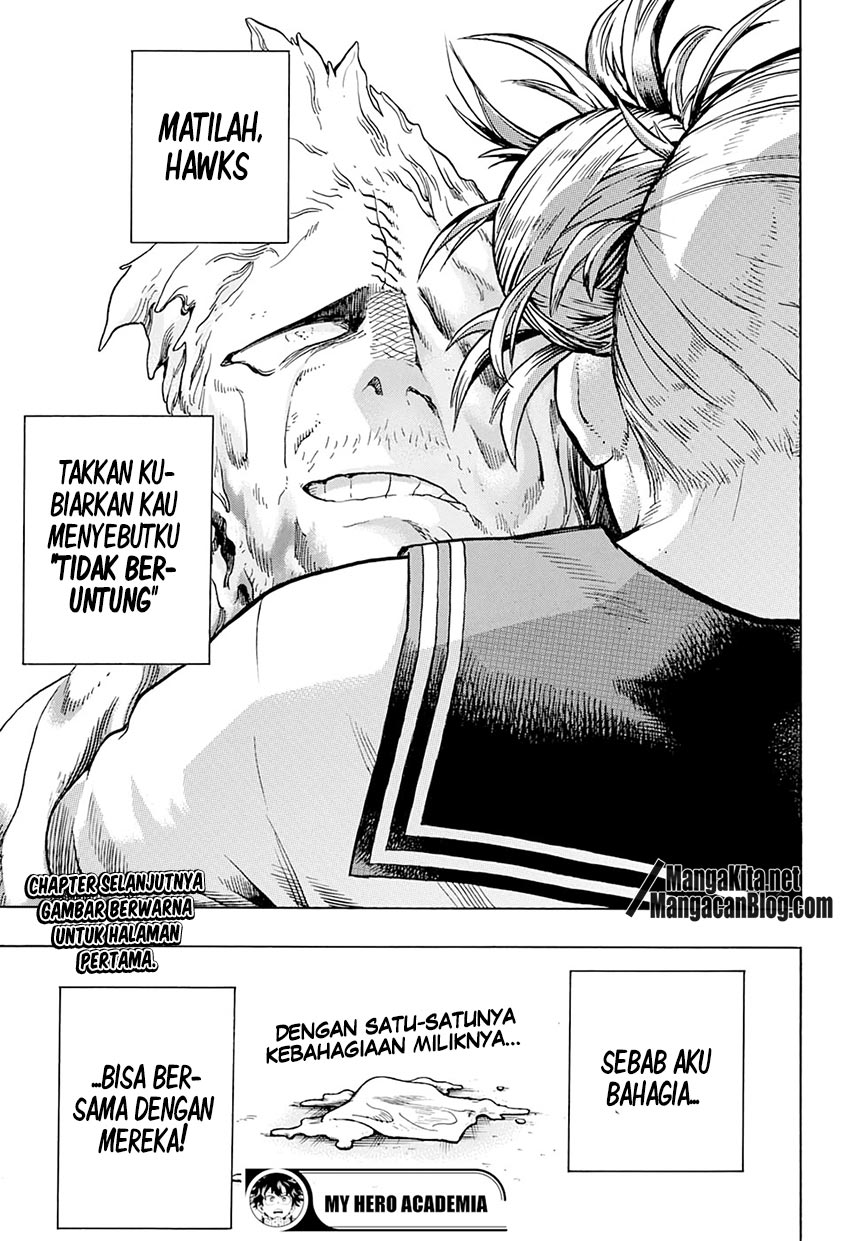 MATILAH,
HAWKS
TAKKAN KU-
BIARKAN KAU
MENYEBUTKU
"TIDAK BER-
UNTUNG"
CHAPTER SELANJUTNYA
GAMBAR BERWARNA
UNTUK HALAMAN
PERTAMA.
MangaKita.net
MangacanBlog.com
SEBAB AKU
BAHAGIA...
DENGAN SATU-SATUNYA
KEBAHAGIAAN MILIKNYA...
...BISA BER-
SAMA DENGAN
MEREKA!
MY HERO ACADEMIA